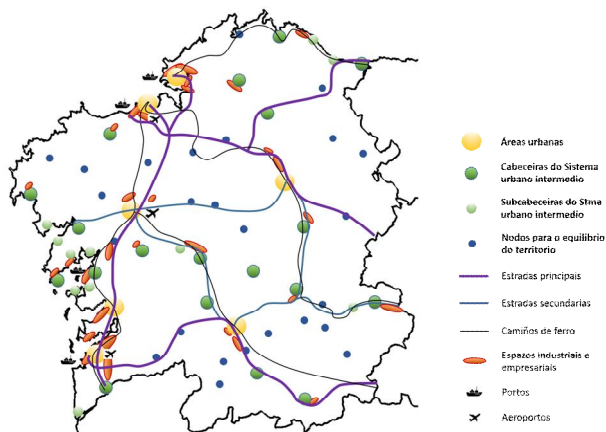 Áreas urbanas
Cabeceiras do Sistema
urbano intermedio
Subcabeceiras do Stma
urbano intermedio
Nodos para o equilibrio
do territorio
Estradas principais
Estradas secundarias
Camiños de ferro
Espazos industriais e
empresariais
Portos
Aeroportos